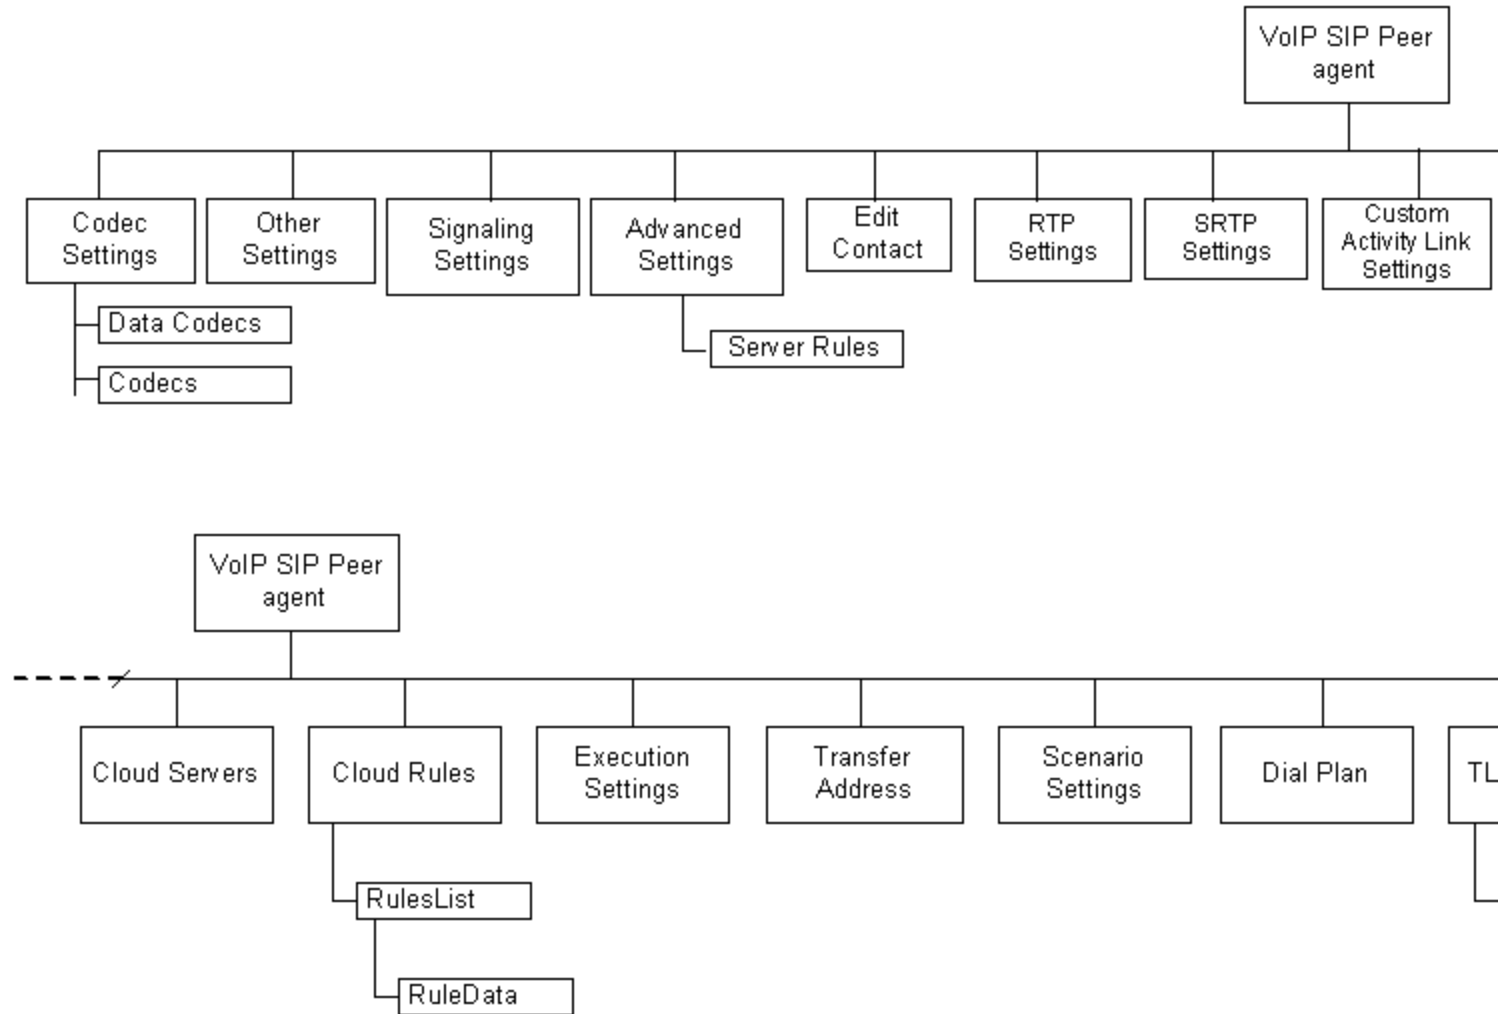 VoIP SIP Peer
agent
Codec
Settings
Other
Settings
Signaling
Settings
Advanced
Settings
Edit
Contact
RTP
Settings
SRTP
Settings
Custom
Activity Link
Settings
Data Codecs
Codecs
Server Rules
VoIP SIP Peer
agent
Cloud Servers
Cloud Rules
Execution
Settings
Transfer
Address
Scenario
Settings
Dial Plan
TL
RulesList
RuleData